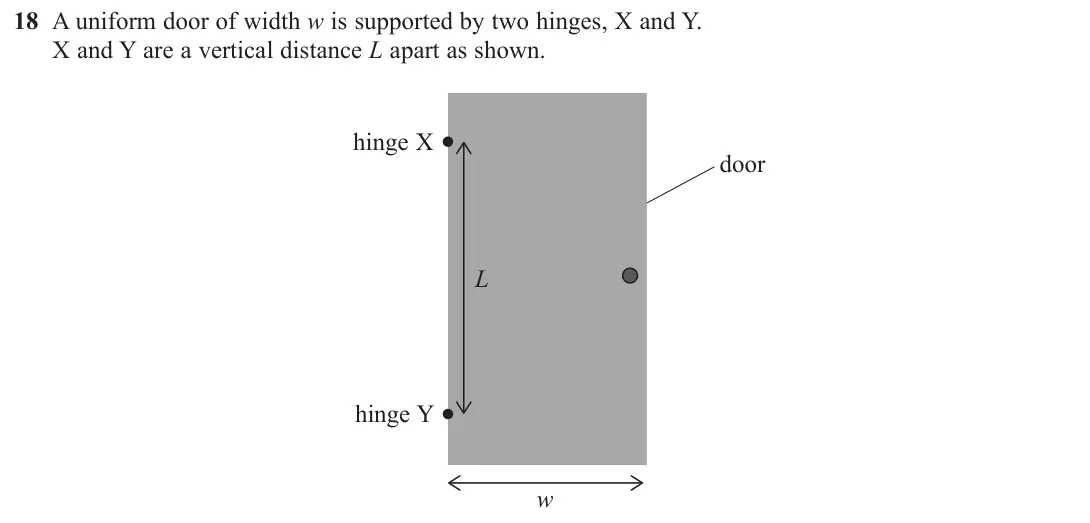 18 A uniform door of width w is supported by two hinges, X and Y.
X and Y are a vertical distance L apart as shown.
hinge X
door
L
hinge Y
w